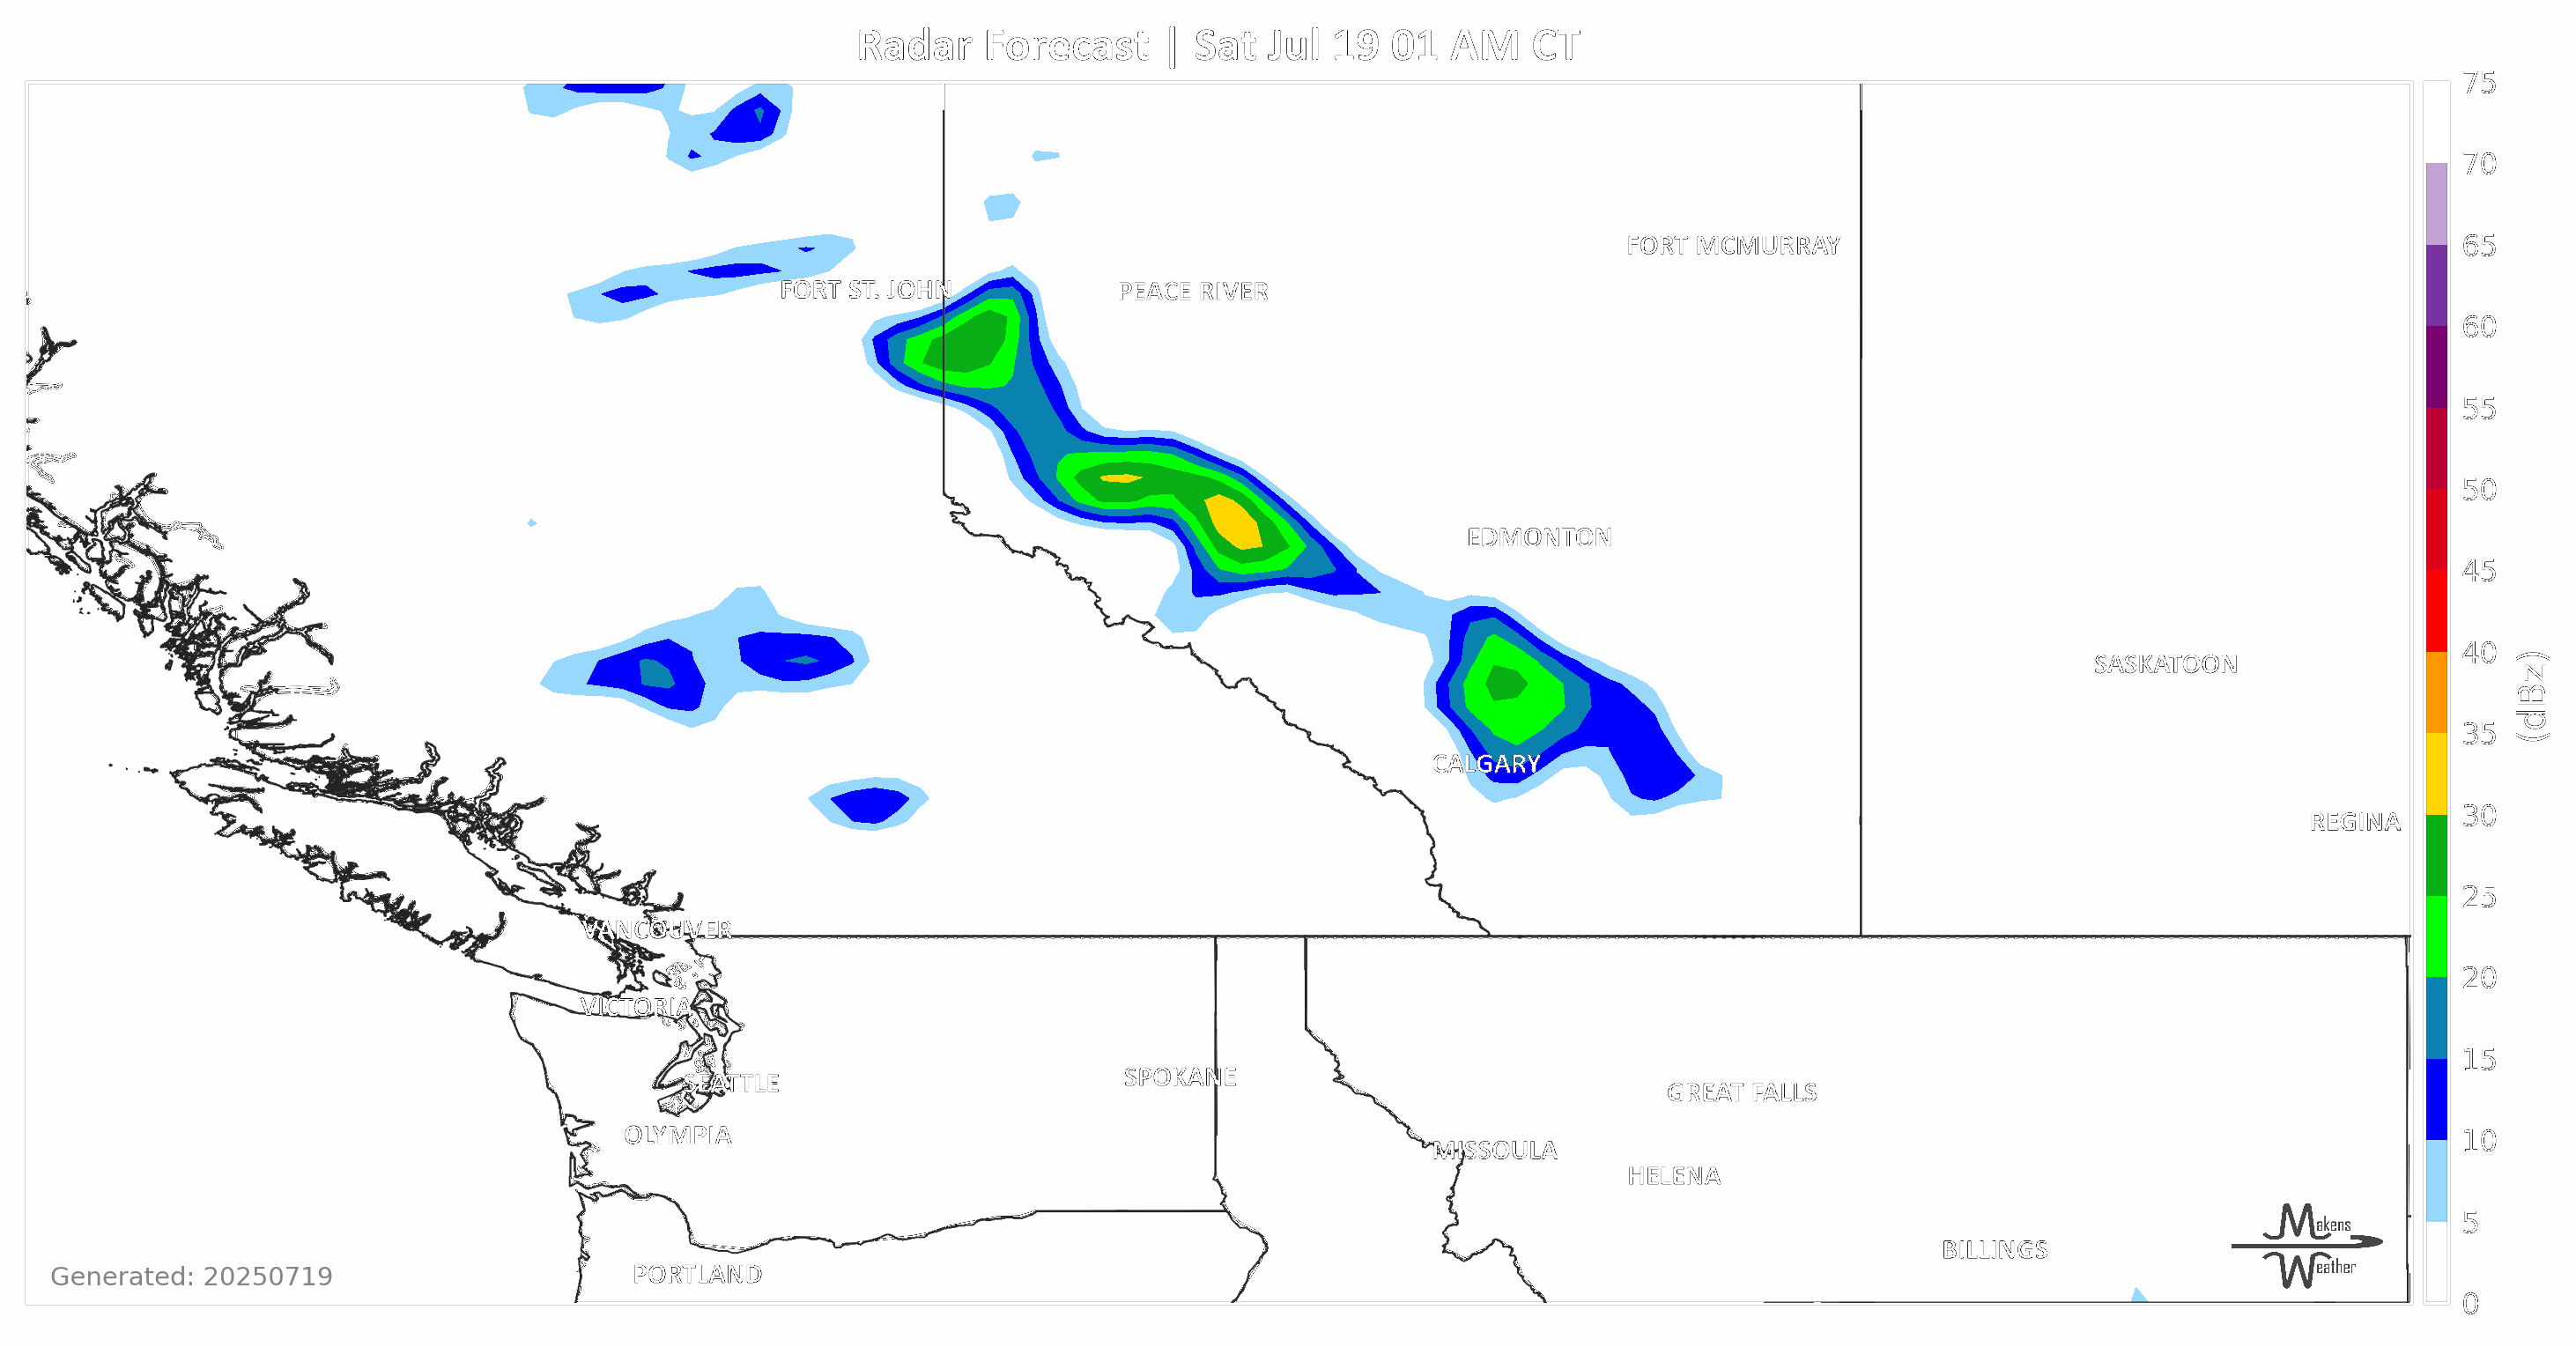 Radar Forecast | Sat Jul 19 01 AM CT
75
70
FORT MCMURRAY
65
FORT ST. JOHN
PEACE RIVER
60
55
50
EDMONTON
45
40
SASKATOON
(dBz)
35
CALGARY
30
REGINA
25
VANCOUVER
20
VICTORIA
15
SEATTLE
SPOKANE
GREAT FALLS
OLYMPIA
10
MISSOULA
HELENA
5
Makens
Weather
BILLINGS
Generated: 20250719
PORTLAND
0